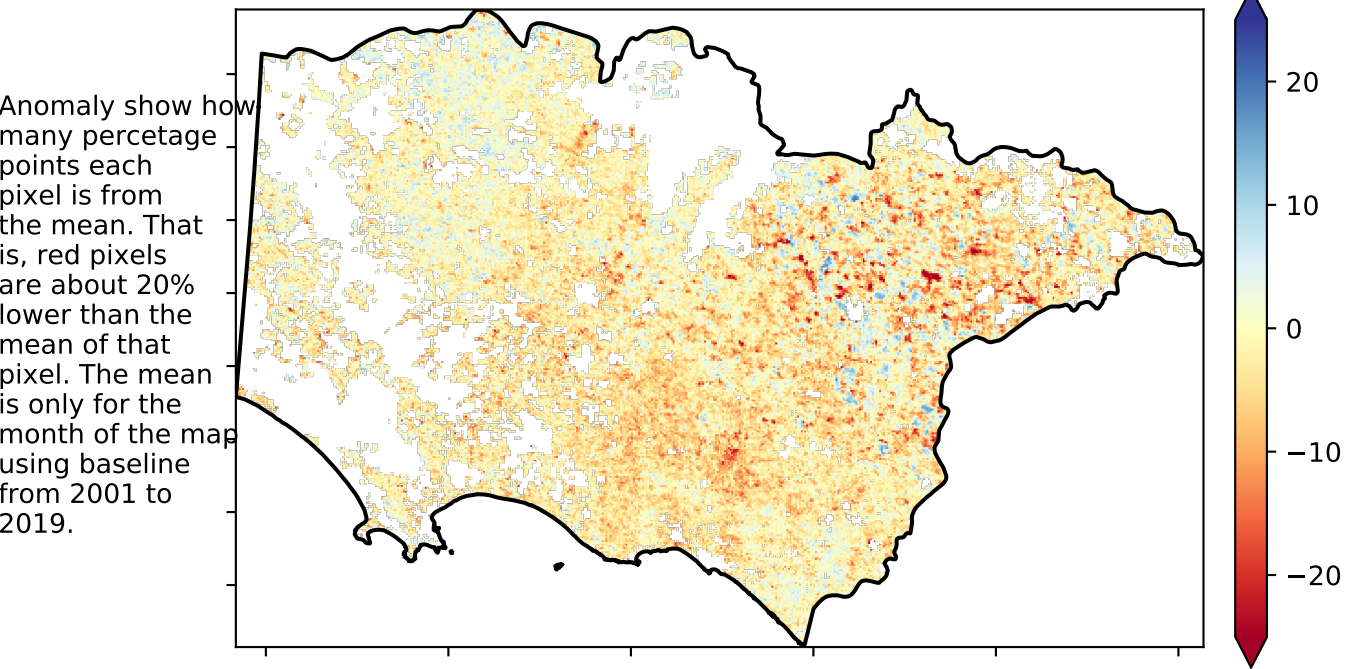 Anomaly show how
many percetage
points each
pixel is from
the mean. That
is, red pixels
are about 20%
lower than the
mean of that
pixel. The mean
is only for the
month of the map
using baseline
from 2001 to
2019.
20
10
0
−10
−20